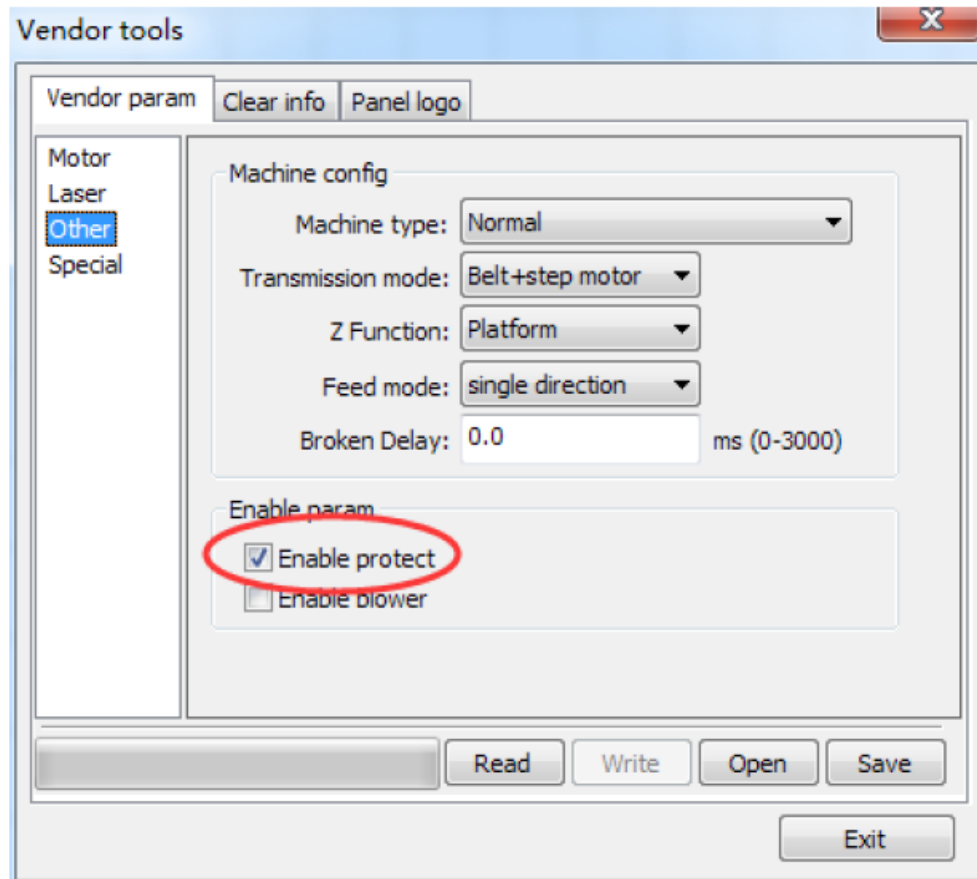 Vendor tools
Vendor param Clear info Panel logo
Motor
Laser
Other
Special
Machine config
Machine type: Normal
Transmission mode: Belt+step motor
Z Function: Platform
Feed mode: single direction
Broken Delay: 0.0 ms (0-3000)
Enable param
Enable protect
Enable blower
Read Write Open Save
Exit